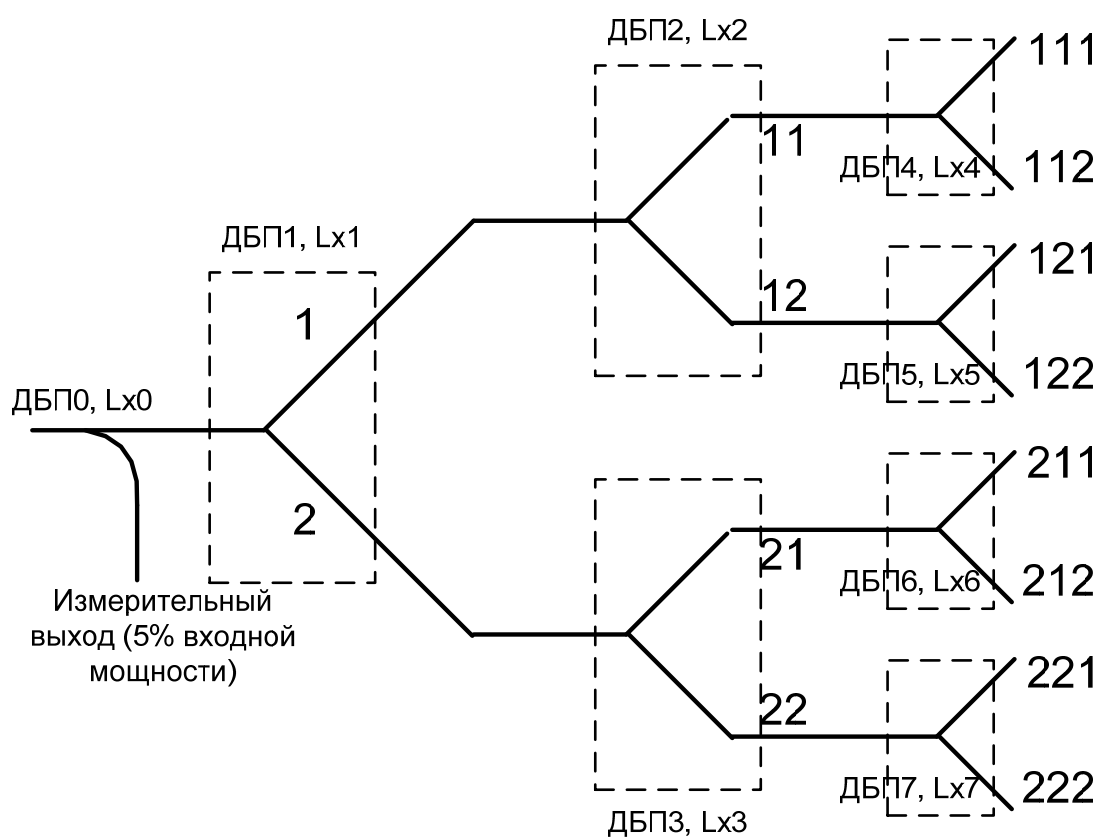 ДБП2, Lx2
111
11
ДБП4, Lx4
112
ДБП1, Lx1
121
12
1
ДБП5, Lx5
122
ДБП0, Lx0
211
2
21
ДБП6, Lx6
212
Измерительный
выход (5% входной
мощности)
221
22
ДБП7, Lx7
222
ДБП3, Lx3